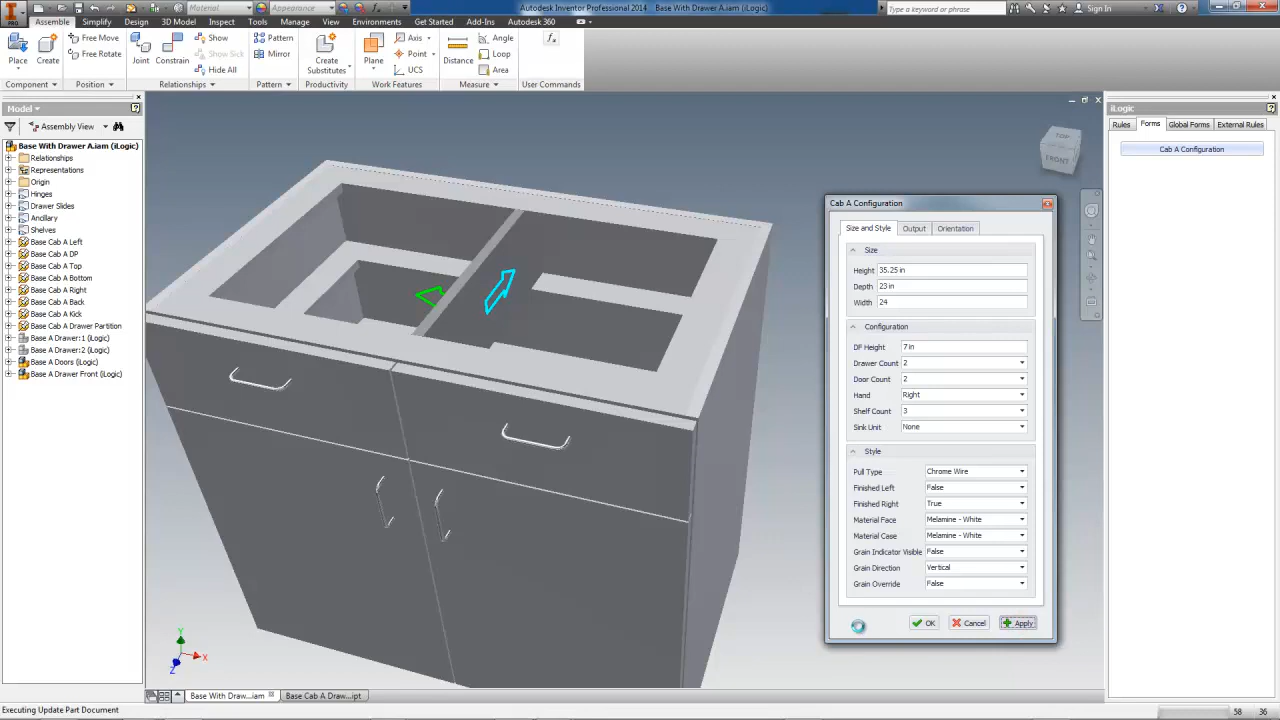 Autodesk Inventor Professional 2014   Base With Drawer A.iam (iLogic)
Material
Appearance
Type a keyword or phrase
Sign In
PRO
Assemble
Simplify
Design
3D Model
Inspect
Tools
Manage
View
Environments
Get Started
Add-Ins
Autodesk 360
Place
Create
Free Move
Free Rotate
Joint
Constrain
Show
Show Sick
Hide All
Pattern
Mirror
Create
Substitutes
Plane
Axis
Point
UCS
Distance
Angle
Loop
Area
Component
Position
Relationships
Pattern
Productivity
Work Features
Measure
User Commands
Model
Assembly View
Base With Drawer A.iam (iLogic)
Relationships
Representations
Origin
Hinges
Drawer Slides
Ancillary
Shelves
Base Cab A Left
Base Cab A DP
Base Cab A Top
Base Cab A Bottom
Base Cab A Right
Base Cab A Back
Base Cab A Kick
Base Cab A Drawer Partition
Base A Drawer:1 (iLogic)
Base A Drawer:2 (iLogic)
Base A Doors (iLogic)
Base A Drawer Front (iLogic)
TOP
FRONT
Y
X
Z
Cab A Configuration
Size and Style
Output
Orientation
Size
Height 35.25 in
Depth 23 in
Width 24
Configuration
DF Height 7 in
Drawer Count 2
Door Count 2
Hand Right
Shelf Count 3
Sink Unit None
Style
Pull Type Chrome Wire
Finished Left False
Finished Right True
Material Face Melamine - White
Material Case Melamine - White
Grain Indicator Visible False
Grain Direction Vertical
Grain Override False
OK
Cancel
Apply
iLogic
Rules
Forms
Global Forms
External Rules
Cab A Configuration
Base With Draw...iam
Base Cab A Draw...ipt
Executing Update Part Document
58
36